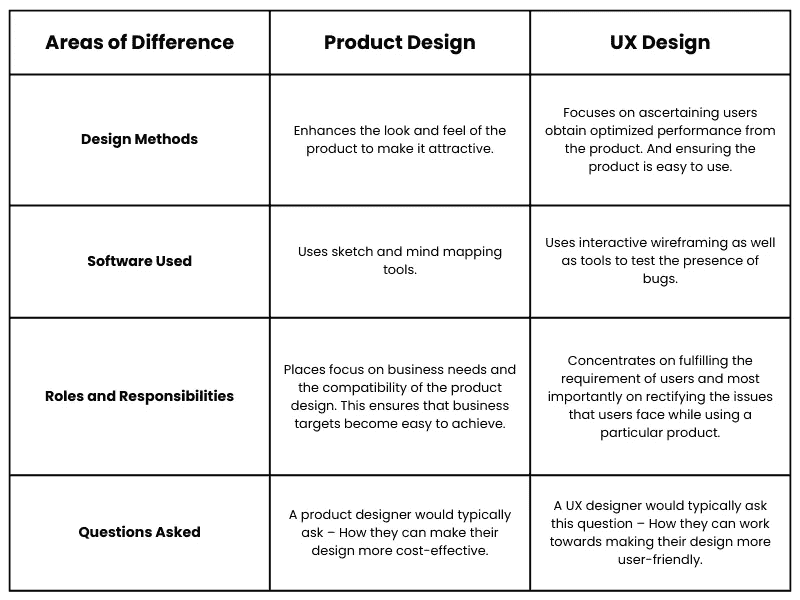 Areas of Difference
Product Design
UX Design
Design Methods
Enhances the look and feel of the
product to make it attractive.
Focuses on ascertaining users
obtain optimized performance from
the product. And ensuring the
product is easy to use.
Software Used
Uses sketch and mind mapping
tools.
Uses interactive wireframing as well
as tools to test the presence of
bugs.
Roles and Responsibilities
Places focus on business needs and
the compatibility of the product
design. This ensures that business
targets become easy to achieve.
Concentrates on fulfilling the
requirement of users and most
importantly on rectifying the issues
that users face while using a
particular product.
Questions Asked
A product designer would typically
ask – How they can make their
design more cost-effective.
A UX designer would typically ask
this question – How they can work
towards making their design more
user-friendly.